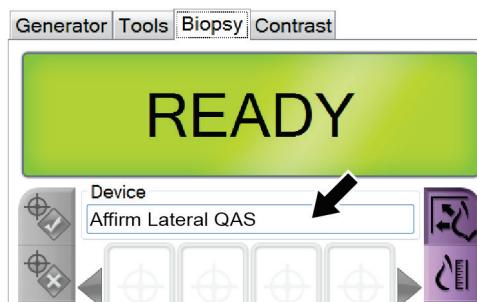 Generator Tools Biopsy Contrast
READY
Device
Affirm Lateral QAS